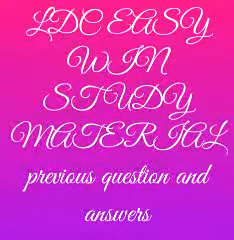 LDC EASY
WIN
STUDY
MATERIAL
previous question and
answers